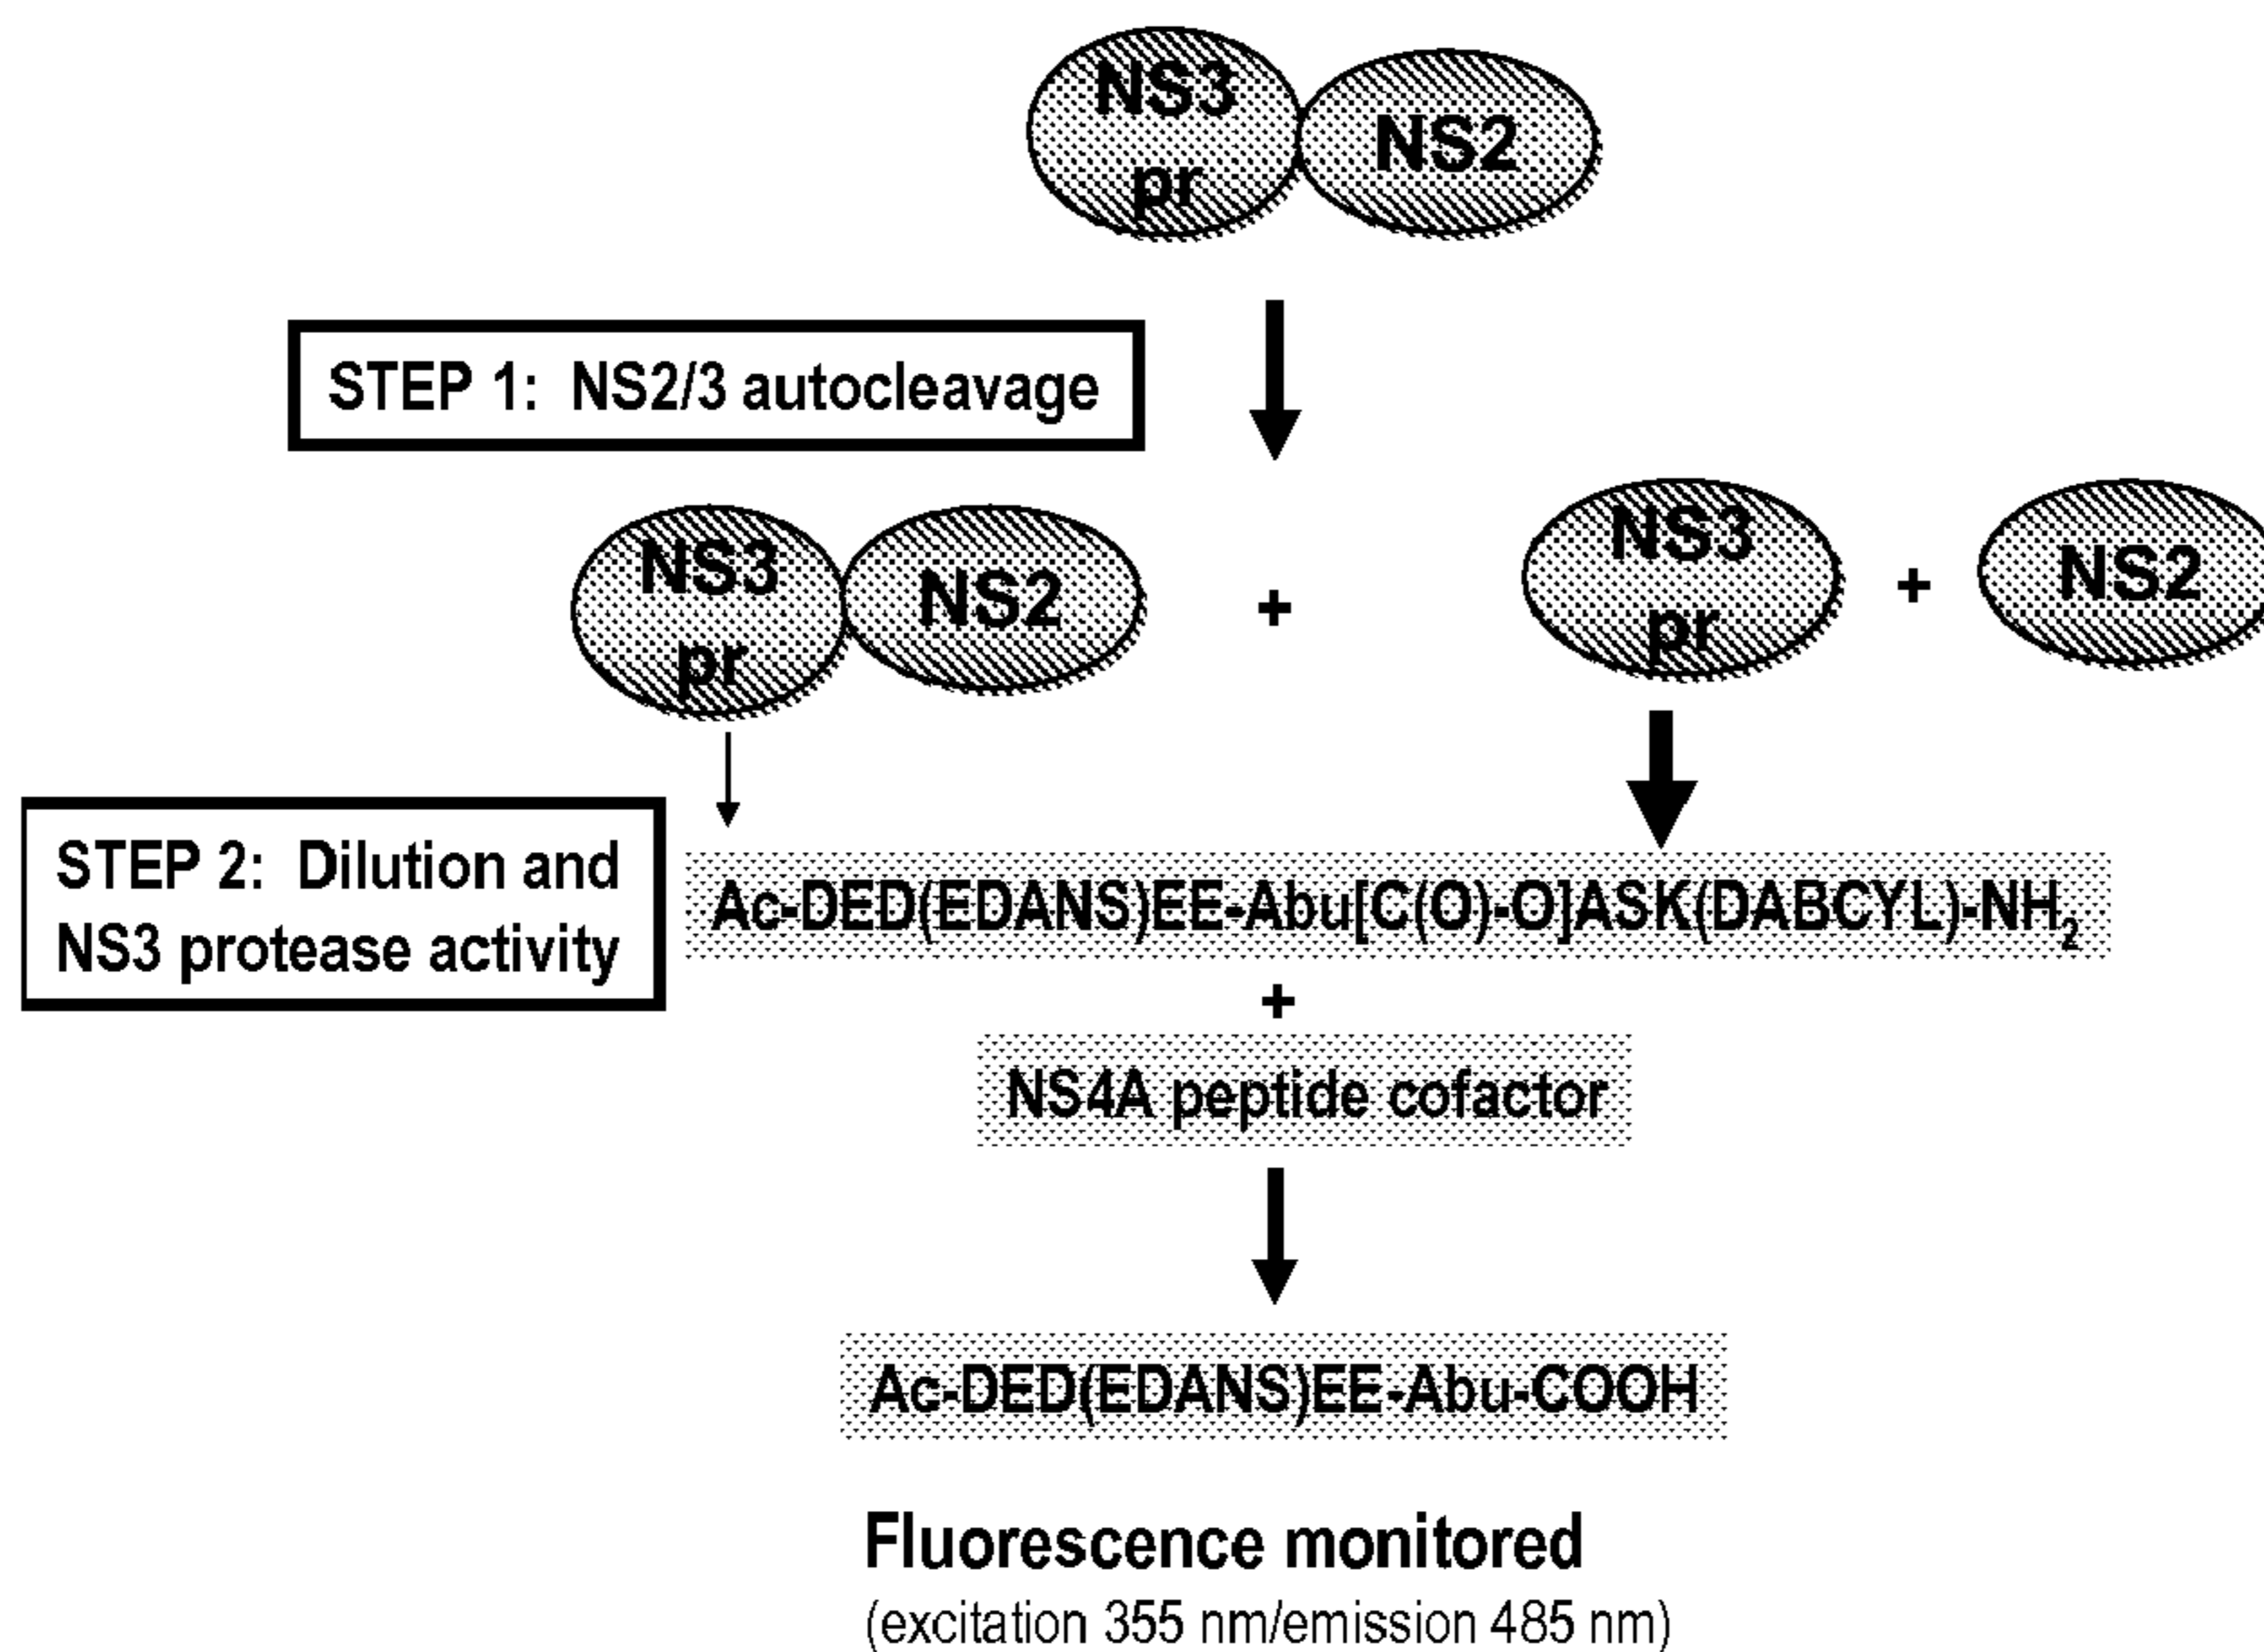 NS3
pr
NS2
STEP 1: NS2/3 autocleavage
NS3
pr
NS2
+
NS3
pr
+
NS2
STEP 2: Dilution and
NS3 protease activity
Ac-DED(EDANS)EE-Abu[C(O)-O]ASK(DABCYL)-NH₂
+
NS4A peptide cofactor
Ac-DED(EDANS)EE-Abu-COOH
Fluorescence monitored
(excitation 355 nm/emission 485 nm)